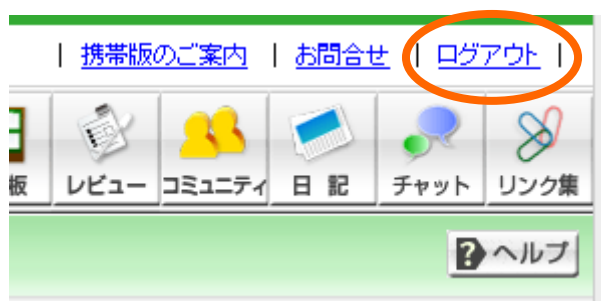 | 携帯版のご案内 | お問合せ | ログアウト |
板 レビュー コミュニティ 日 記 チャット リンク集
? ヘルプ